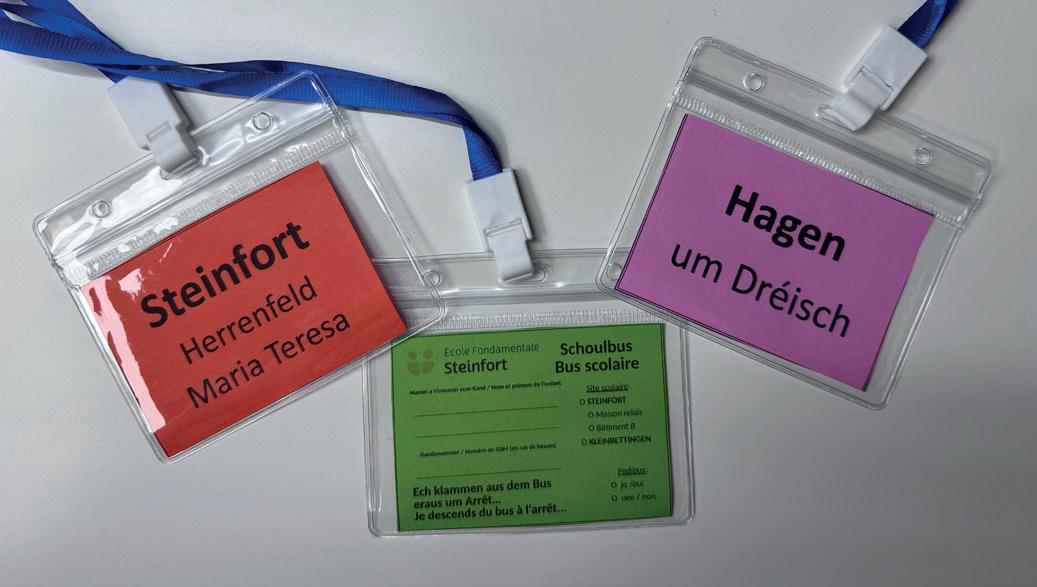 Steinfort
Herrenfeld
Maria Teresa
Hagen
um Dréisch
École Fondamentale
Steinfort
Schoulbus
Bus scolaire
Numm a Virnumm vum Kand / Nom et prénom de l'enfant
Handynummer / Numéro de GSM (en cas de besoin)
Ech klammen aus dem Bus
eraus um Arrêt...
Je descends du bus à l'arrêt...
Site scolaire:
O STEINFORT
O Maison relais
O Bâtiment B
O KLEINBETTINGEN
Pedibus:
O jo /oui
O nee / non